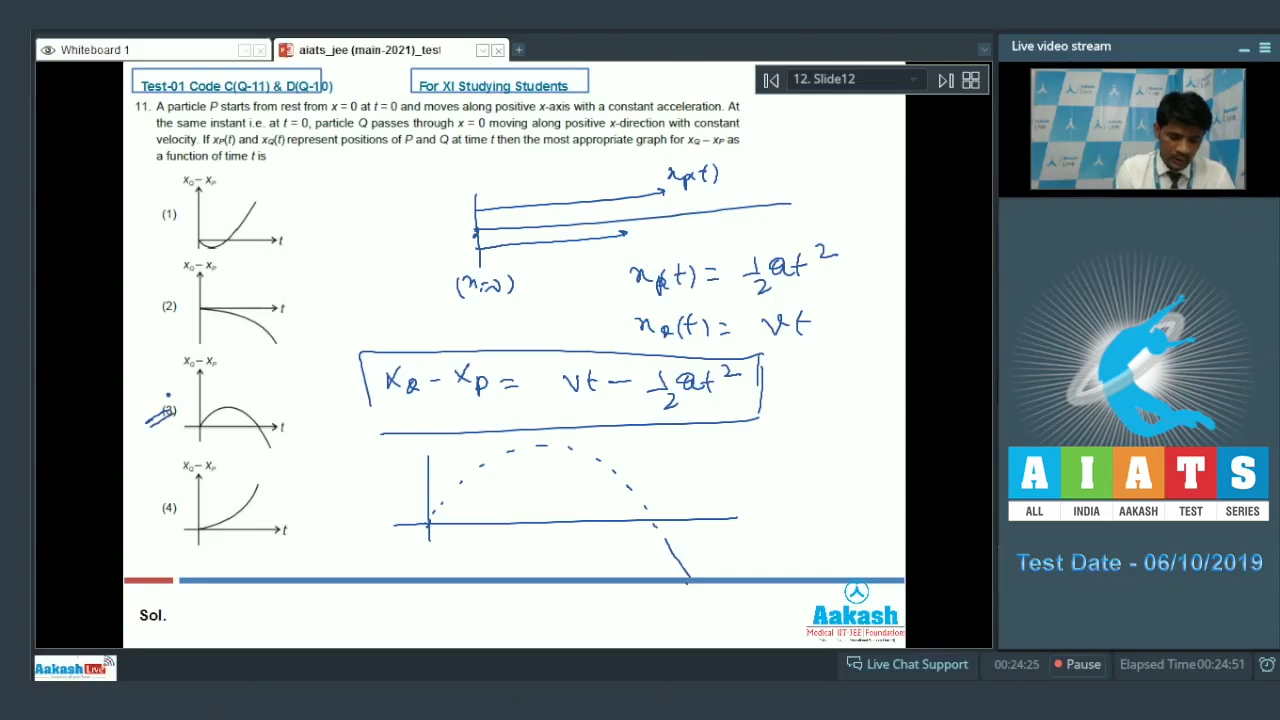 Whiteboard 1
aiats_jee (main-2021)_test
Live video stream
Test-01 Code C(Q-11) & D(Q-10)
For XI Studying Students
12. Slide12
11. A particle P starts from rest from x = 0 at t = 0 and moves along positive x-axis with a constant acceleration. At
the same instant i.e. at t = 0, particle Q passes through x = 0 moving along positive x-direction with constant
velocity. If xP(t) and xQ(t) represent positions of P and Q at time t then the most appropriate graph for xQ – xP as
a function of time t is
xQ – xP
(1)
t
xQ – xP
(2)
t
xQ – xP
(3)
t
xQ – xP
(4)
t
xp(t)
(x=0)
xp(t) = 1/2 at²
xQ(t) = vt
xQ - xp = vt - 1/2 at²
Sol.
Aakash
Medical|IIT-JEE|Foundations
AIATS
ALL INDIA AAKASH TEST SERIES
Test Date - 06/10/2019
Aakash Live
Live Chat Support
00:24:25
Pause
Elapsed Time 00:24:51